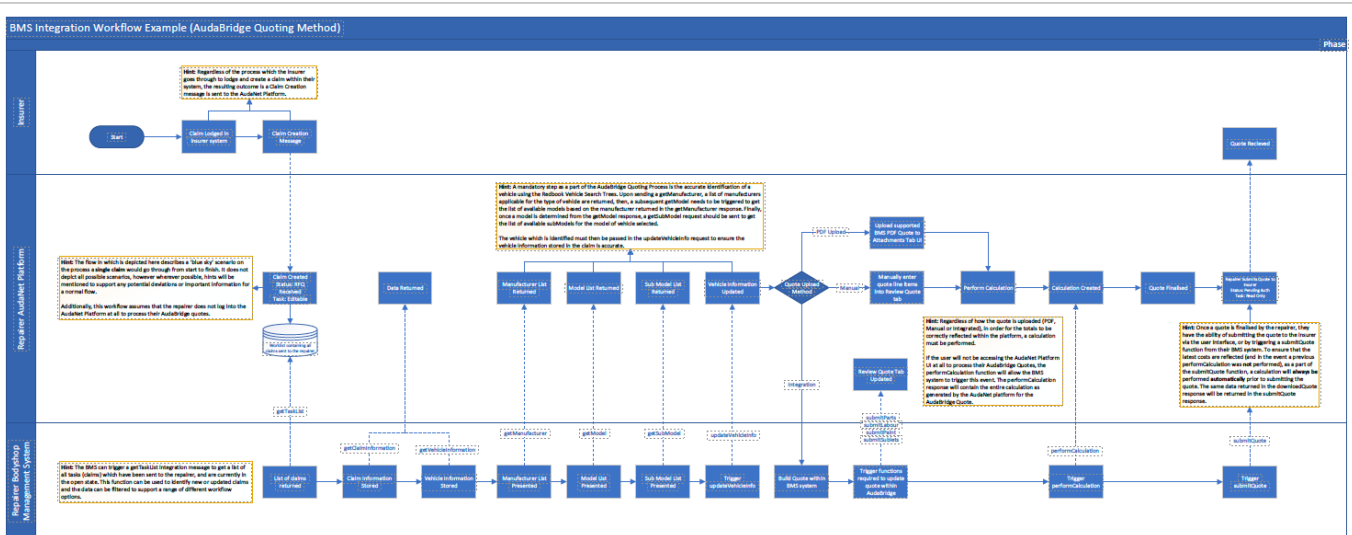 BMS Integration Workflow Example (AudaBridge Quoting Method)
Phase
Insurer
Hint: Regardless of the process which the Insurer
goes through to lodge and create a claim within their
system, the resulting outcome is a Claim Creation
message is sent to the AudaNet Platform.
Start
Claim Lodged in
Insurer system
Claim Creation
Message
Quote Recieved
Repairer AudaNet Platform
Hint: The flow in which is depicted here describes a 'blue sky' scenario on
the process a single claim would go through from start to finish. It does not
depict all possible scenarios, however wherever possible, hints will be
mentioned to support any potential deviations or important information for
a normal flow.
Additionally, this workflow assumes that the repairer does not log into the
AudaNet Platform at all to process their AudaBridge quotes.
Claim Created
Status: RFQ
Received
Task: Editable
Worklist containing all
claims sent to the repairer
getTaskList
Data Returned
Hint: A mandatory step as a part of the AudaBridge Quoting Process is the accurate identification of a
vehicle using the Redbook Vehicle Search Trees. Upon sending a getManufacturer, a list of manufacturers
applicable for the type of vehicle are returned, then, a subsequent getModel needs to be triggered to get
the list of available models based on the manufacturer returned in the getManufacturer response. Finally,
once a model is determined from the getModel response, a getSubModel request should be sent to
get the list of available subModels for the model of vehicle selected.
The vehicle which is identified must then be passed in the updateVehicleInfo request to ensure the
vehicle information stored in the claim is accurate.
Manufacturer List
Returned
Model List Returned
Sub Model List
Returned
Vehicle Information
Updated
Quote Upload
Method
PDF Upload
Manual
Integration
Upload supported
BMS PDF Quote to
Attachments Tab UI
Manually enter
quote line items
into Review Quote
tab
Perform Calculation
Calculation Created
Quote Finalised
Repairer Submits Quote to
Insurer
Status: Pending Auth
Task: Read Only
Hint: Regardless of how the quote is uploaded (PDF,
Manual or Integrated), in order for the totals to be
correctly reflected within the platform, a calculation
must be performed.
If the user will not be accessing the AudaNet Platform
UI at all to process their AudaBridge Quotes, the
performCalculation function will allow the BMS
system to trigger this event. The performCalculation
response will contain the entire calculation as
generated by the AudaNet platform for the
AudaBridge Quote.
Hint: Once a quote is finalised by the repairer, they
have the ability of submitting the quote to the insurer
via the user interface, or by triggering a submitQuote
function from their BMS system. To ensure that the
latest costs are reflected (and in the event a previous
performCalculation was not performed), as a part of
the submitQuote function, a calculation will always be
performed automatically prior to submitting the
quote. The same data returned in the downloadQuote
response will be returned in the submitQuote
response.
Review Quote Tab
Updated
Repairer Bodyshop
Management System
getClaimInformation
getVehicleInformation
getManufacturer
getModel
getSubModel
updateVehicleInfo
submitParts
submitLabour
submitPaint
submitSublets
performCalculation
submitQuote
Hint: The BMS can trigger a getTaskList integration message to get a list of
all tasks (claims) which have been sent to the repairer, and are currently in
the open state. This function can be used to identify new or updated claims
and the data can be filtered to support a range of different workflow
options.
List of claims
returned
Claim Information
Stored
Vehicle Information
Stored
Manufacturer List
Presented
Model List
Presented
Sub Model List
Presented
Trigger
updateVehicleInfo
Build Quote within
BMS system
Trigger functions
required to update
quote within
AudaBridge
Trigger
performCalculation
Trigger
submitQuote